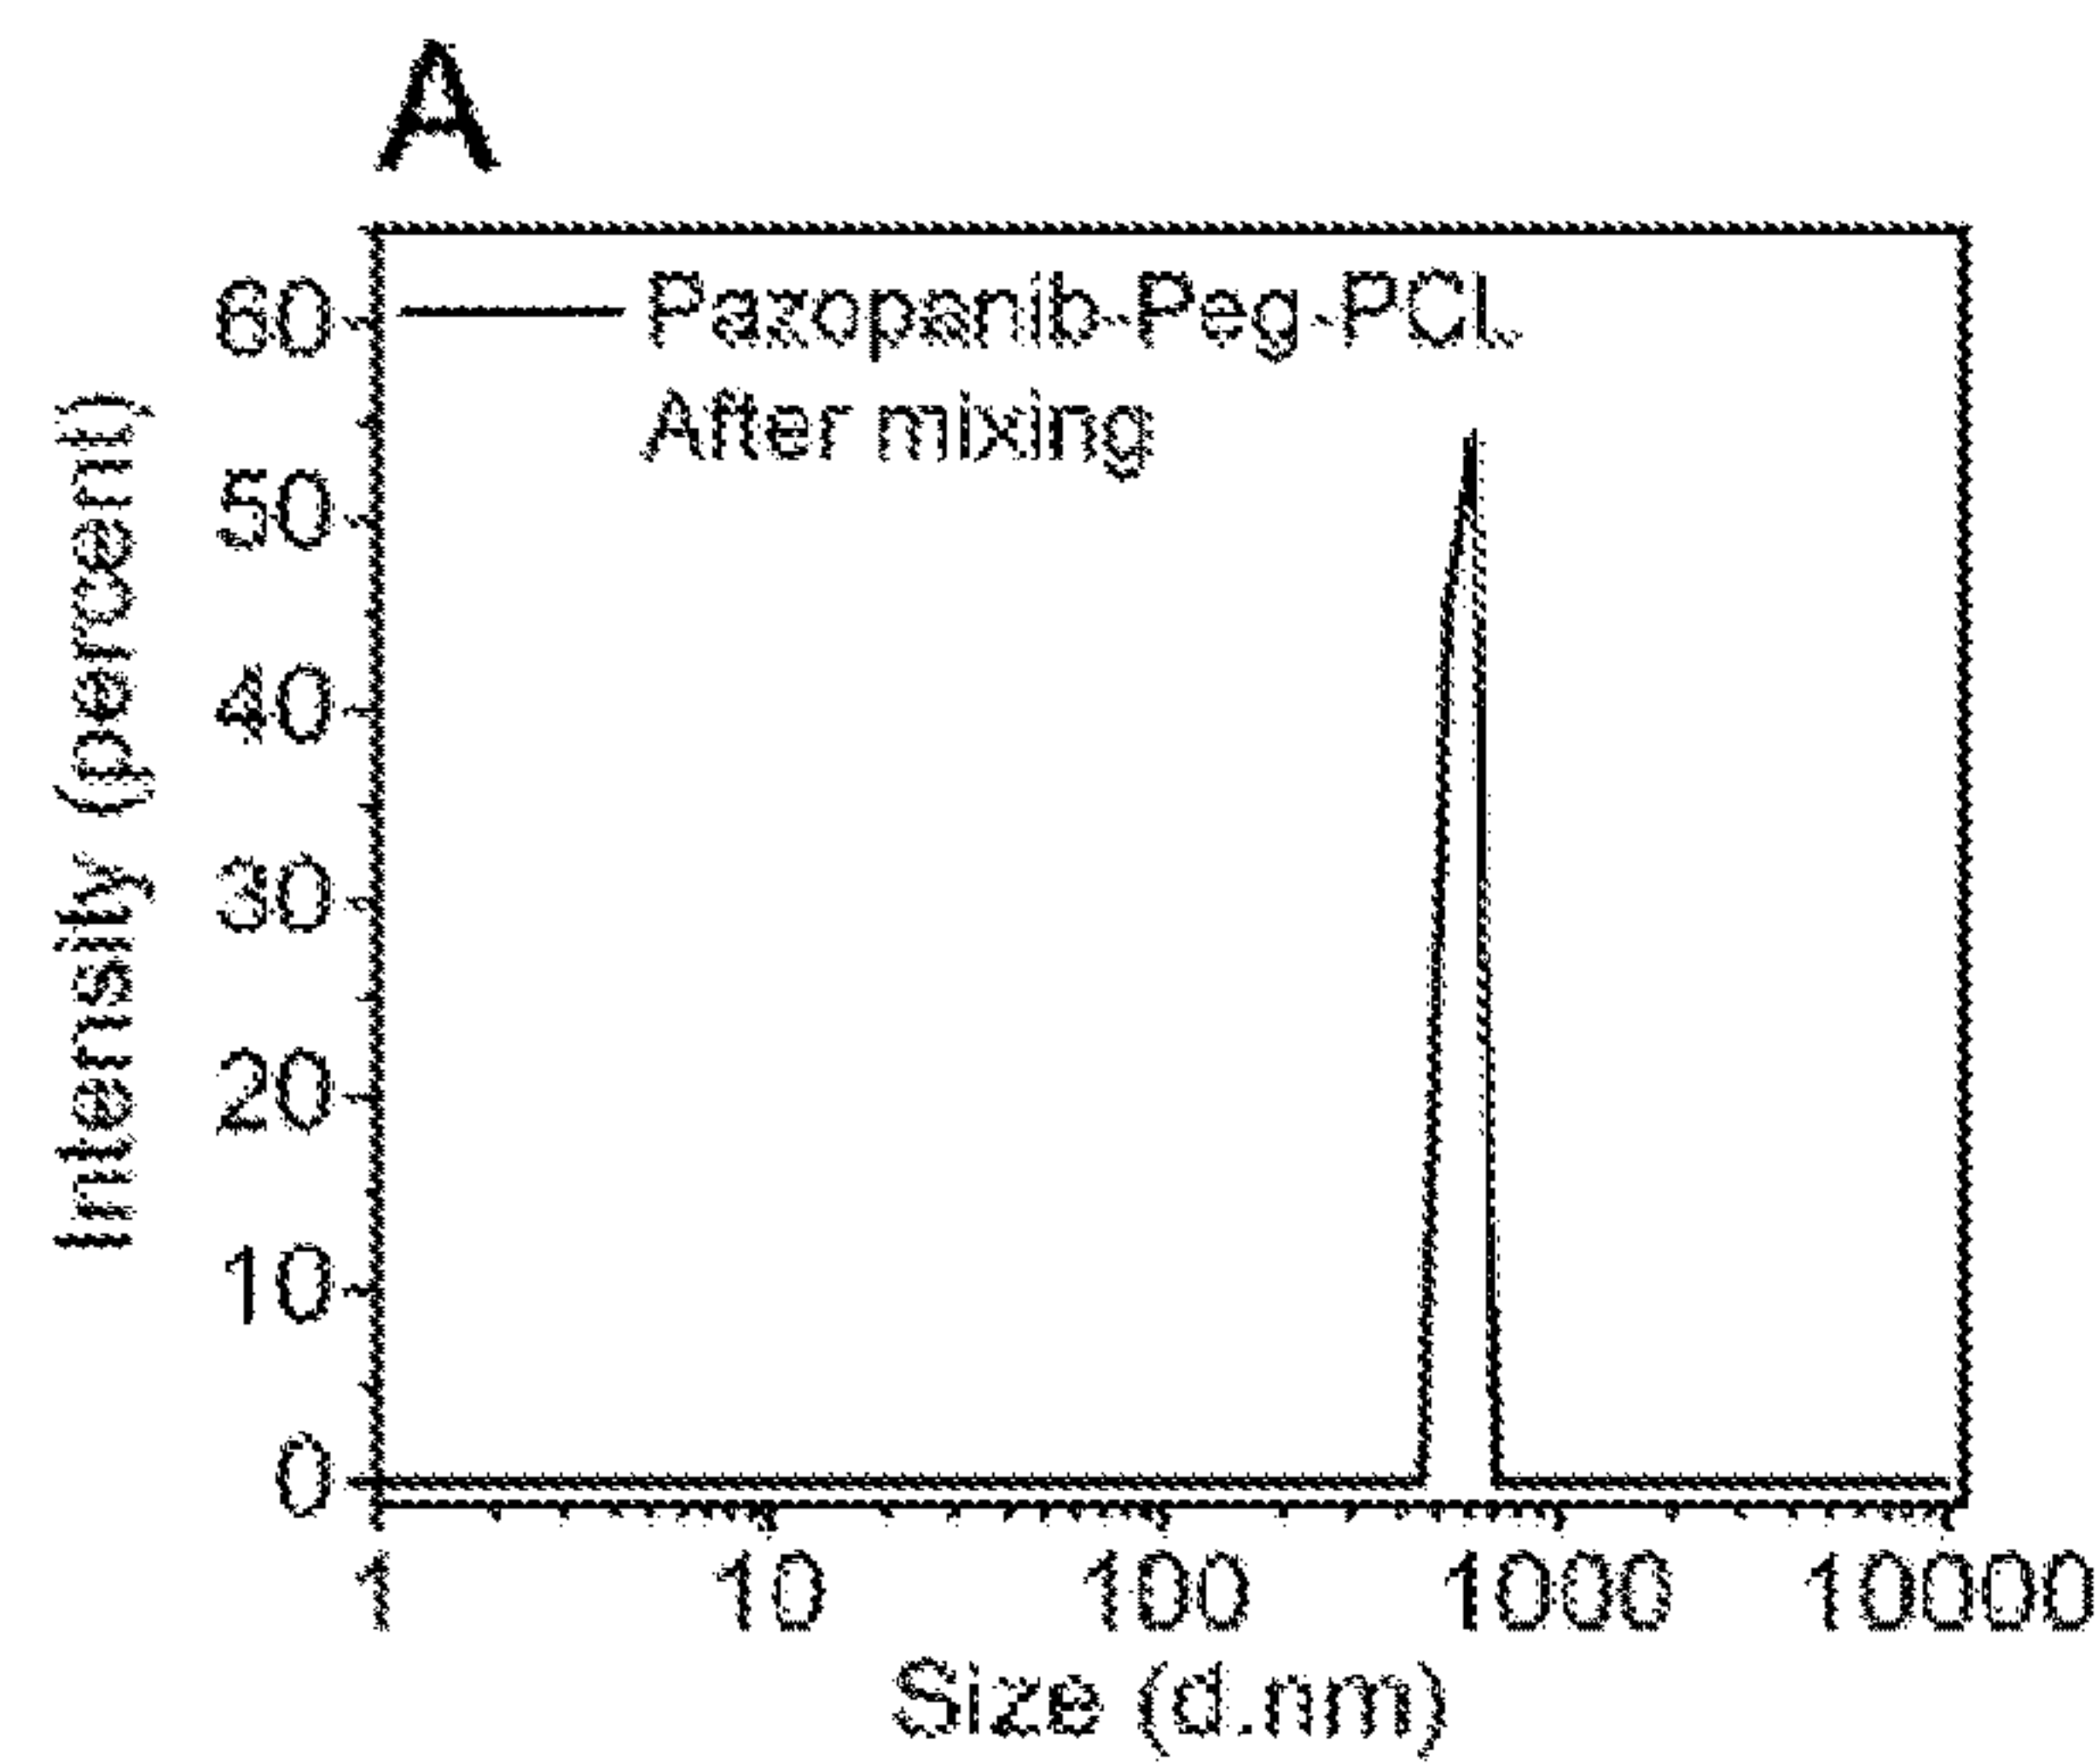 A
Pazopanib-Peg-PCL
After mixing
Intensity (percent)
60
50
40
30
20
10
0
1 10 100 1000 10000
Size (d.nm)